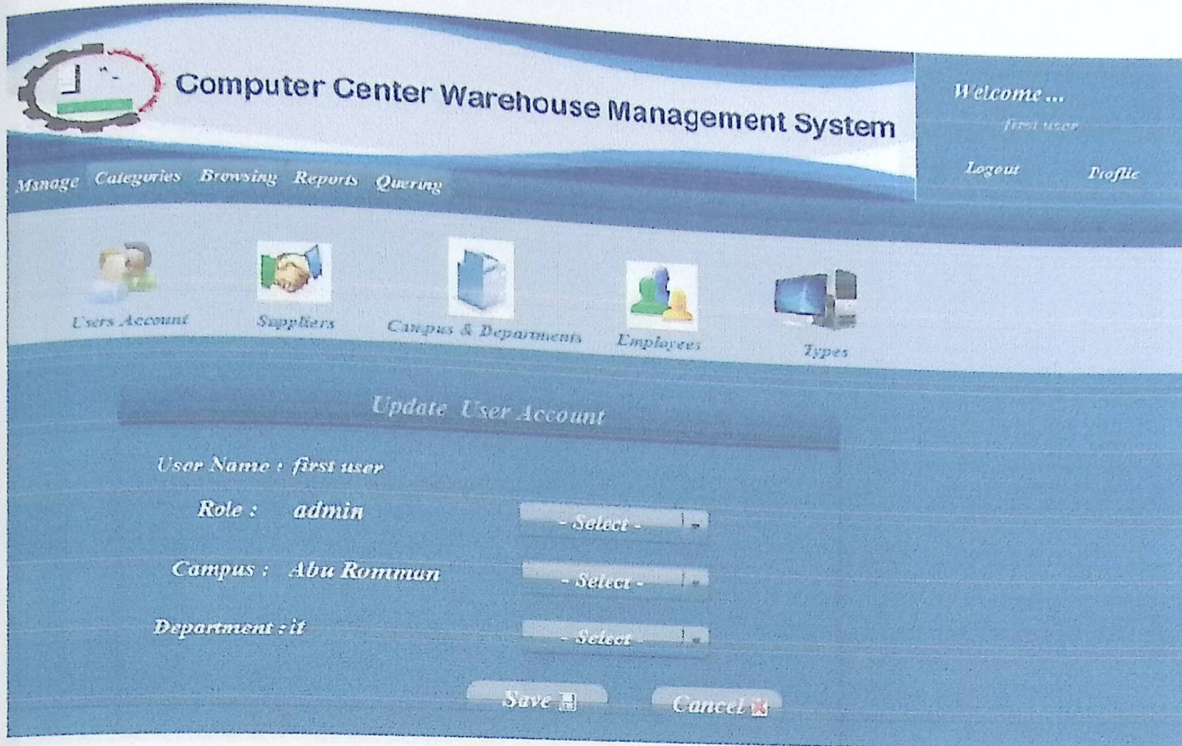 Computer Center Warehouse Management System
Welcome ...
first user
Logout Proflie
Manage Categories Browsing Reports Quering
Users Account Suppliers Campus & Departments Employees Types
Update User Account
User Name : first user
Role : admin - Select -
Campus : Abu Romman - Select -
Department : it - Select -
Save Cancel